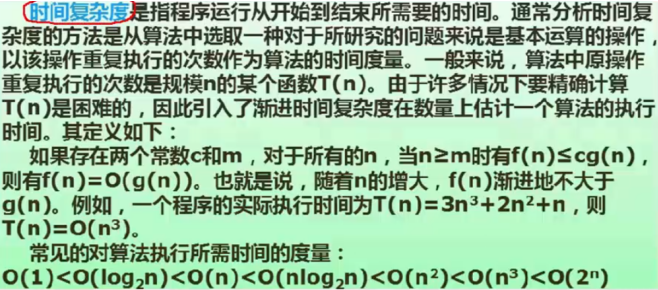 时间复杂度是指程序运行从开始到结束所需要的时间。通常分析时间复
杂度的方法是从算法中选取一种对于所研究的问题来说是基本运算的操作，
以该操作重复执行的次数作为算法的时间度量。一般来说，算法中原操作
重复执行的次数是规模n的某个函数T(n)。由于许多情况下要精确计算
T(n)是困难的，因此引入了渐进时间复杂度在数量上估计一个算法的执行
时间。其定义如下：
如果存在两个常数c和m，对于所有的n，当n≥m时有f(n)≤cg(n)，
则有f(n)=O(g(n))。也就是说，随着n的增大，f(n)渐进地不大于
g(n)。例如，一个程序的实际执行时间为T(n)=3n³+2n²+n，则
T(n)=O(n³)。
常见的对算法执行所需时间的度量：
O(1)<O(log₂n)<O(n)<O(nlog₂n)<O(n²)<O(n³)<O(2ⁿ)